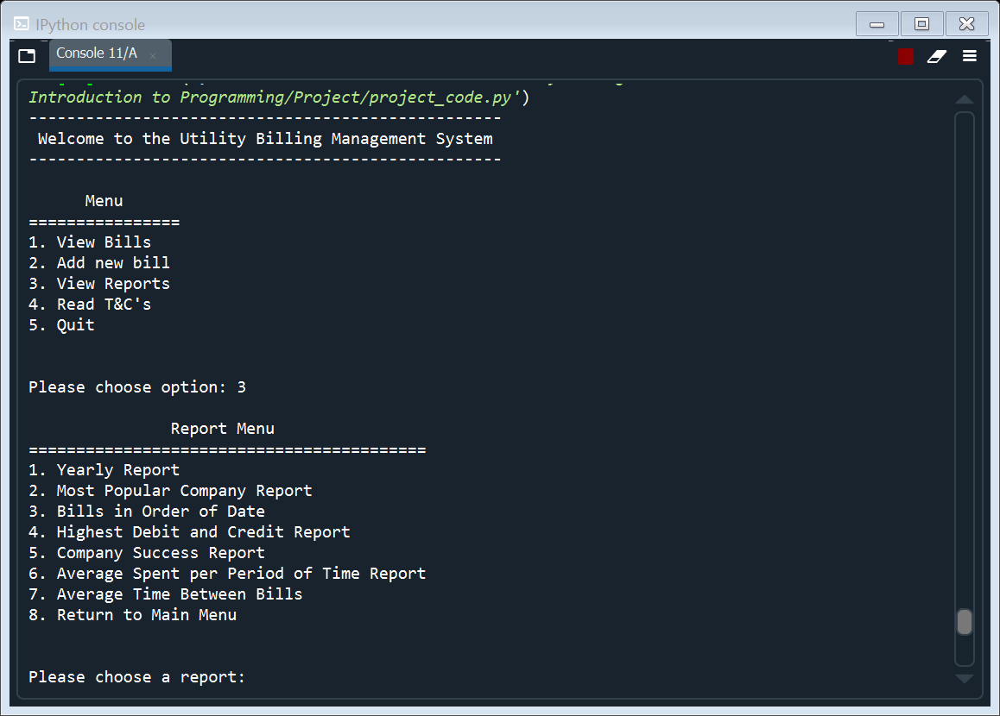 IPython console
Console 11/A
Introduction to Programming/Project/project_code.py')
--------------------------------------------------
Welcome to the Utility Billing Management System
--------------------------------------------------
Menu
================
1. View Bills
2. Add new bill
3. View Reports
4. Read T&C's
5. Quit
Please choose option: 3
Report Menu
==========================================
1. Yearly Report
2. Most Popular Company Report
3. Bills in Order of Date
4. Highest Debit and Credit Report
5. Company Success Report
6. Average Spent per Period of Time Report
7. Average Time Between Bills
8. Return to Main Menu
Please choose a report: